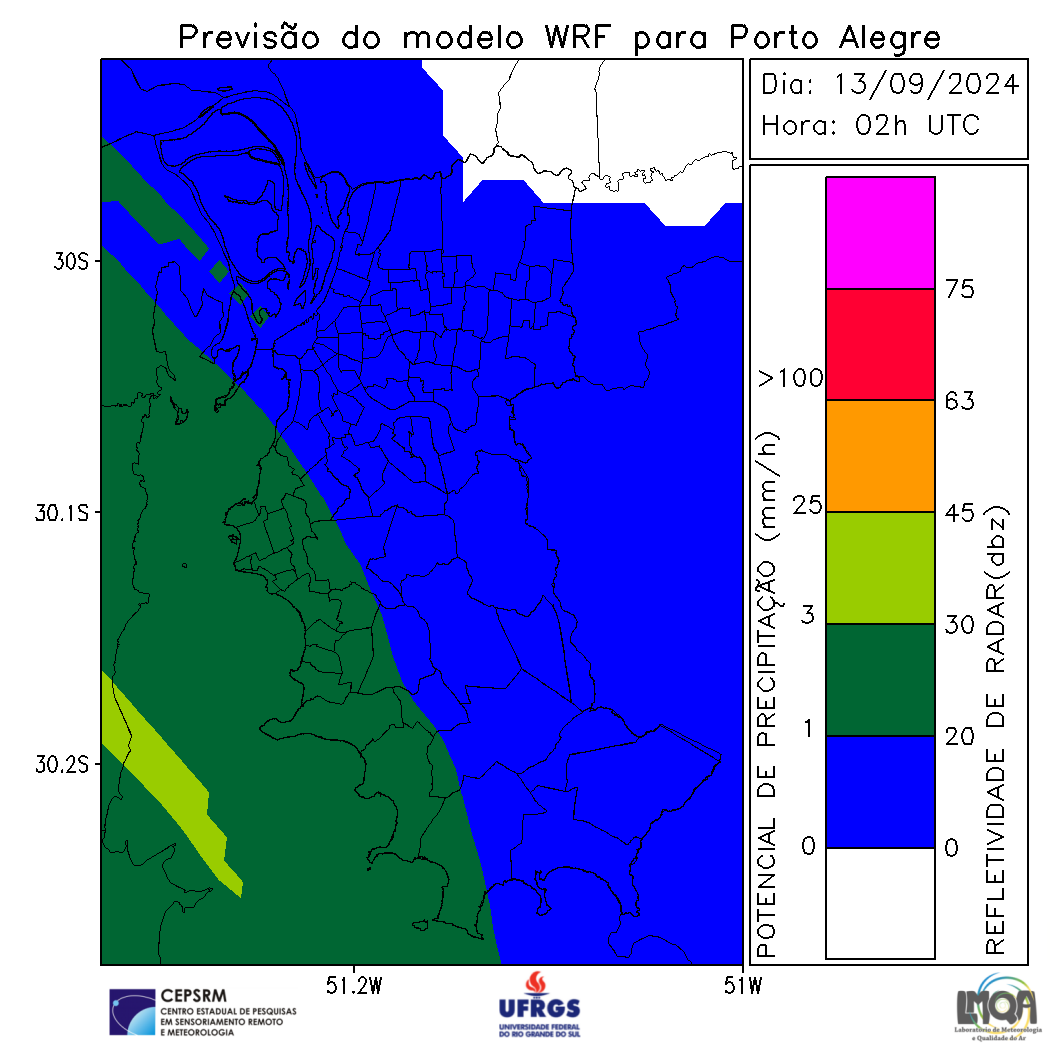 Previsão do modelo WRF para Porto Alegre
Dia: 13/09/2024
Hora: 02h UTC
30S
30.1S
30.2S
51.2W
51W
POTENCIAL DE PRECIPITAÇÃO (mm/h)
>100
25
3
1
0
75
63
45
30
20
0
REFLETIVIDADE DE RADAR(dbz)
CEPSRM
CENTRO ESTADUAL DE PESQUISAS
EM SENSORIAMENTO REMOTO
E METEOROLOGIA
UFRGS
UNIVERSIDADE FEDERAL
DO RIO GRANDE DO SUL
LMQA
Laboratório de Meteorologia
e Qualidade do Ar